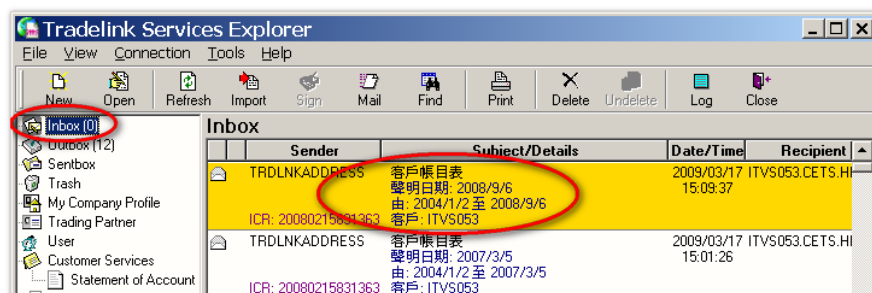 Tradelink Services Explorer
File View Connection Tools Help
New Open Refresh Import Sign Mail Find Print Delete Undelete Log Close
Inbox (0)
Outbox (12)
Sentbox
Trash
My Company Profile
Trading Partner
User
Customer Services
Statement of Account
Inbox
Sender Subject/Details Date/Time Recipient
TRDLNKADDRESS 客戶帳目表 2009/03/17 ITVS053.CETS.HI
聲明日期: 2008/9/6 15:09:37
由: 2004/1/2 至 2008/9/6
ICR: 20080215831363 客戶: ITVS053
TRDLNKADDRESS 客戶帳目表 2009/03/17 ITVS053.CETS.HI
聲明日期: 2007/3/5 15:01:26
由: 2004/1/2 至 2007/3/5
ICR: 20080215831363 客戶: ITVS053